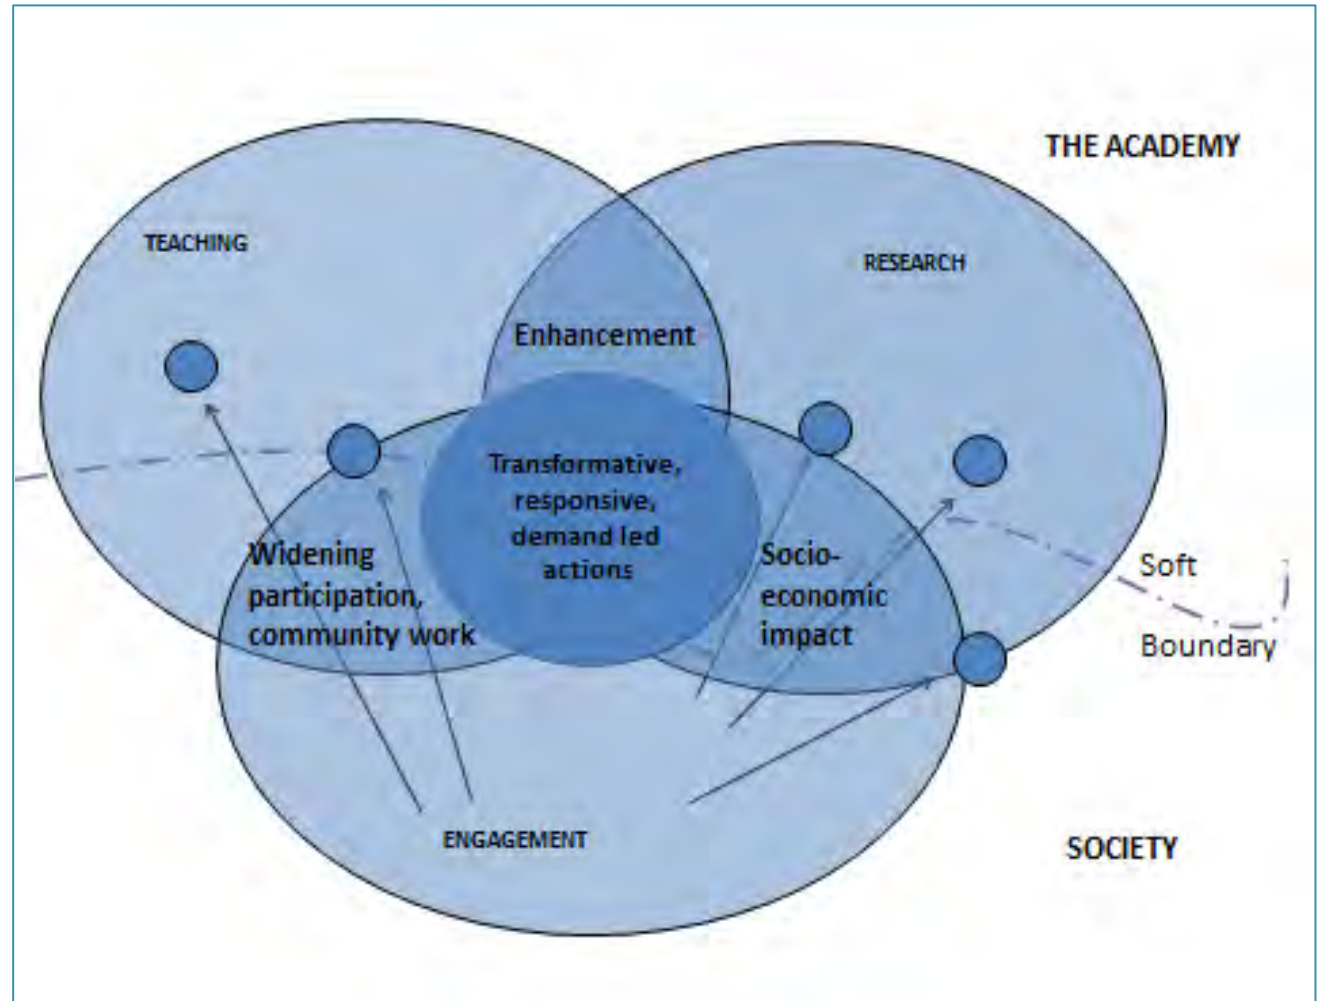 THE ACADEMY
TEACHING
RESEARCH
Enhancement
Transformative,
responsive,
demand led
actions
Widening
participation,
community work
Socio-
economic
impact
Soft
Boundary
ENGAGEMENT
SOCIETY